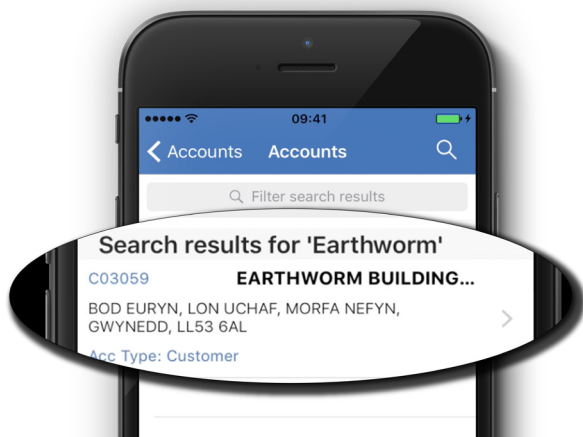 09:41
Accounts Accounts
Filter search results
Search results for 'Earthworm'
C03059 EARTHWORM BUILDING...
BOD EURYN, LON UCHAF, MORFA NEFYN,
GWYNEDD, LL53 6AL
Acc Type: Customer